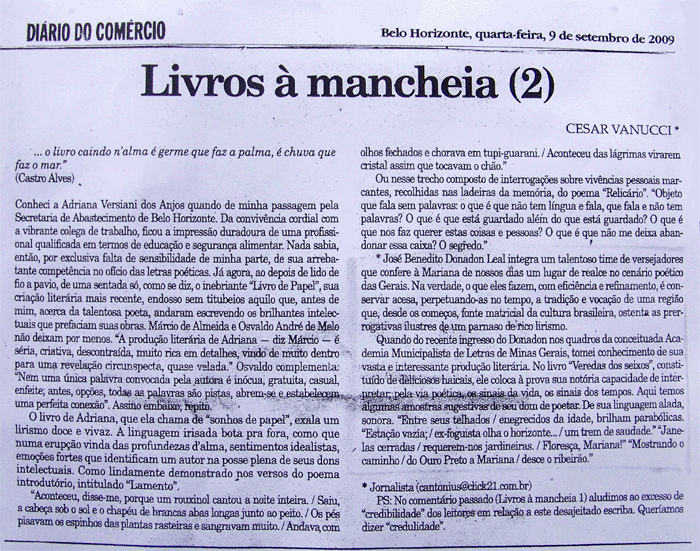 DIÁRIO DO COMÉRCIO
Belo Horizonte, quarta-feira, 9 de setembro de 2009
Livros à mancheia (2)
CESAR VANUCCI *
... o livro caindo n'alma é germe que faz a palma, é chuva que
faz o mar."
(Castro Alves)
Conheci a Adriana Versiani dos Anjos quando de minha passagem pela
Secretaria de Abastecimento de Belo Horizonte. Da convivência cordial com
a vibrante colega de trabalho, ficou a impressão duradoura de uma profissi-
onal qualificada em termos de educação e segurança alimentar. Nada sabia,
então, por exclusiva falta de sensibilidade de minha parte, de sua arreba-
tante competência no ofício das letras poéticas. Já agora, ao depois de lido de
fio a pavio, de uma sentada só, como se diz, o inebriante "Livro de Papel", sua
criação literária mais recente, endosso sem titubeios aquilo que, antes de
mim, acerca da talentosa poeta, andaram escrevendo os brilhantes intelec-
tuais que prefaciam suas obras. Márcio de Almeida e Osvaldo André de Melo
não deixam por menos. "A produção literária de Adriana — diz Márcio — é
séria, criativa, descontraída, muito rica em detalhes, vindo de muito dentro
para uma revelação circunspecta, quase velada." Osvaldo complementa:
"Nem uma única palavra convocada pela autora é inócua, gratuita, casual,
enfeite; antes, opções, todas as palavras são pistas, abrem-se e estabelecem
uma perfeita conexão". Assino embaixo, repito.
O livro de Adriana, que ela chama de "sonhos de papel", exala um
lirismo doce e vivaz. A linguagem irisada bota pra fora, como que
numa erupção vinda das profundezas d'alma, sentimentos idealistas,
emoções fortes que identificam um autor na posse plena de seus dons
intelectuais. Como lindamente demonstrado nos versos do poema
introdutório, intitulado "Lamento".
"Aconteceu, disse-me, porque um rouxinol cantou a noite inteira. / Saiu,
a cabeça sob o sol e o chapéu de brancas abas longas junto ao peito. / Os pés
pisavam os espinhos das plantas rasteiras e sangravam muito. / Andava com
olhos fechados e chorava em tupi-guarani. / Aconteceu das lágrimas virarem
cristal assim que tocavam o chão."
Ou nesse trecho composto de interrogações sobre vivências pessoais mar-
cantes, recolhidas nas ladeiras da memória, do poema "Relicário". "Objeto
que fala sem palavras: o que é que não tem língua e fala, que fala e não tem
palavras? O que é que está guardado além do que está guardado? O que é
que nos faz querer estas coisas e pessoas? O que é que não me deixa aban-
donar essa caixa? O segredo."
* José Benedito Donadon Leal integra um talentoso time de versejadores
que confere à Mariana de nossos dias um lugar de realce no cenário poético
das Gerais. Na verdade, o que eles fazem, com eficiência e refinamento, é con-
servar acesa, perpetuando-as no tempo, a tradição e vocação de uma região
que, desde os começos, fonte matricial da cultura brasileira, ostenta as prer-
rogativas ilustres de um parnaso de rico lirismo.
Quando do recente ingresso do Donadon nos quadros da conceituada Academia
Municipalista de Letras de Minas Gerais, tomei conhecimento de sua
vasta e interessante produção literária. No livro "Veredas dos seixos", consti-
tuído de deliciosos haicais, ele coloca à prova sua notória capacidade de inter-
pretar, pela via poética, os sinais da vida, os sinais dos tempos. Aqui temos
algumas amostras sugestivas de seu dom de poetar. De sua linguagem alada,
sonora. "Entre seus telhados / enegrecidos da idade, brilham parabólicas."
"Estação vazia; / ex-foguista olha o horizonte... / um trem de saudade." "Jane-
las cerradas / requerem-nos jardineiras. / Floresça, Mariana!" "Mostrando o
caminho / do Ouro Preto a Mariana / desce o ribeirão."
* Jornalista (cantonius@click21.com.br)
PS: No comentário passado (Livros à mancheia 1) aludimos ao excesso de
"credibilidade" dos leitores em relação a este desajeitado escriba. Queríamos
dizer "credulidade".